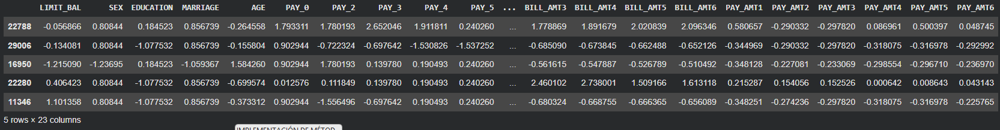 LIMIT_BAL SEX EDUCATION MARRIAGE AGE PAY_0 PAY_2 PAY_3 PAY_4 PAY_5 ... BILL_AMT3 BILL_AMT4 BILL_AMT5 BILL_AMT6 PAY_AMT1 PAY_AMT2 PAY_AMT3 PAY_AMT4 PAY_AMT5 PAY_AMT6
22788 -0.056866 0.80844 0.184523 0.856739 -0.264558 1.793311 1.780193 2.652046 1.911811 0.240260 ... 1.778869 1.891679 2.020839 2.096346 0.580657 -0.290332 -0.297820 0.086961 0.500397 0.048745
29006 -0.134081 0.80844 -1.077532 0.856739 -0.155804 0.902944 -0.722324 -0.697642 -1.530826 -1.537252 ... -0.685090 -0.673845 -0.662488 -0.652126 -0.344969 -0.290332 -0.297820 -0.318075 -0.316978 -0.292992
16950 -1.215090 -1.23695 0.184523 -1.059367 1.584260 0.902944 1.780193 0.139780 0.190493 0.240260 ... -0.561615 -0.547887 -0.526789 -0.510492 -0.348128 -0.227081 -0.233069 -0.298554 -0.296710 -0.236970
22280 0.406423 0.80844 -1.077532 0.856739 -0.699574 0.012576 0.111849 0.139780 0.190493 0.240260 ... 2.460102 2.738001 1.509166 1.613118 0.215287 0.154056 0.152526 0.000642 0.008643 0.043143
11346 1.101358 0.80844 -1.077532 0.856739 -0.373312 0.902944 -1.556496 -0.697642 0.190493 0.240260 ... -0.680324 -0.668755 -0.666365 -0.656089 -0.348251 -0.274236 -0.297820 -0.318075 -0.316978 -0.225765
5 rows × 23 columns
IMPLEMENTACIÓN DE MÉTOD...